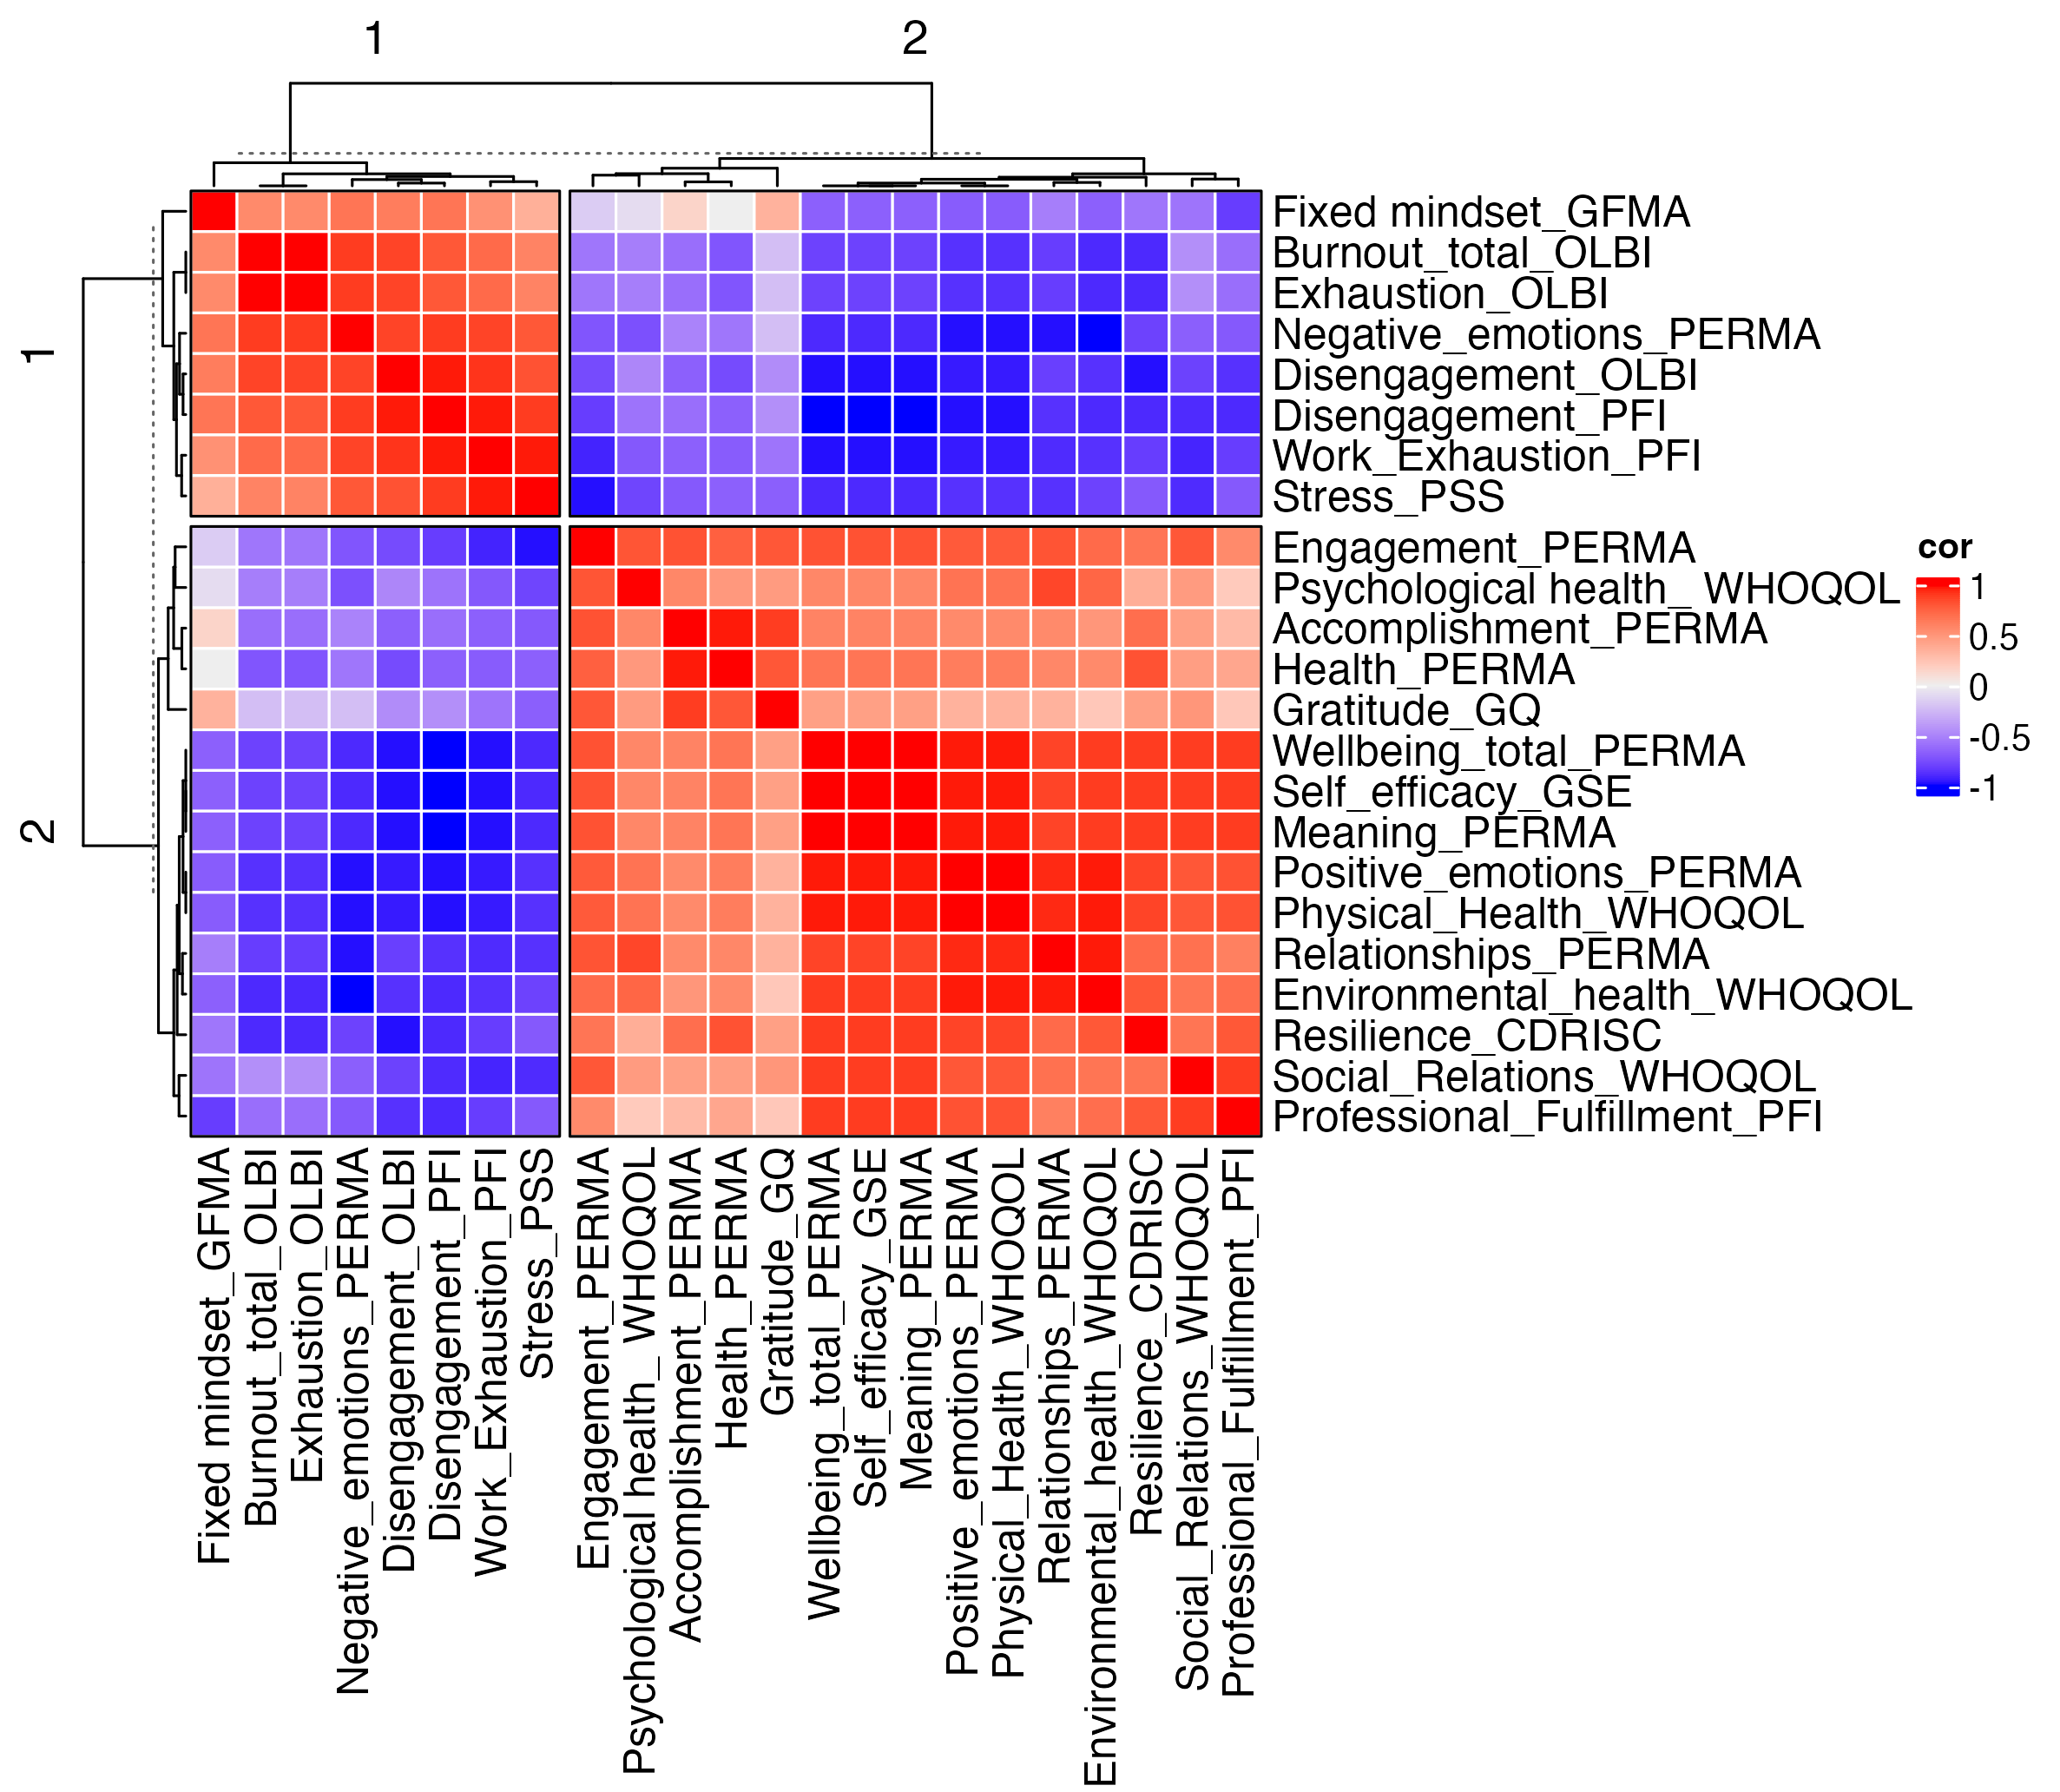 1
2
1
2
Fixed mindset_GFMA
Burnout_total_OLBI
Exhaustion_OLBI
Negative_emotions_PERMA
Disengagement_OLBI
Disengagement_PFI
Work_Exhaustion_PFI
Stress_PSS
Engagement_PERMA
Psychological health_ WHOQOL
Accomplishment_PERMA
Health_PERMA
Gratitude_GQ
Wellbeing_total_PERMA
Self_efficacy_GSE
Meaning_PERMA
Positive_emotions_PERMA
Physical_Health_WHOQOL
Relationships_PERMA
Environmental_health_WHOQOL
Resilience_CDRISC
Social_Relations_WHOQOL
Professional_Fulfillment_PFI
cor
1
0.5
0
-0.5
-1
Fixed mindset_GFMA
Burnout_total_OLBI
Exhaustion_OLBI
Negative_emotions_PERMA
Disengagement_OLBI
Disengagement_PFI
Work_Exhaustion_PFI
Stress_PSS
Engagement_PERMA
Psychological health_ WHOQOL
Accomplishment_PERMA
Health_PERMA
Gratitude_GQ
Wellbeing_total_PERMA
Self_efficacy_GSE
Meaning_PERMA
Positive_emotions_PERMA
Physical_Health_WHOQOL
Relationships_PERMA
Environmental_health_WHOQOL
Resilience_CDRISC
Social_Relations_WHOQOL
Professional_Fulfillment_PFI